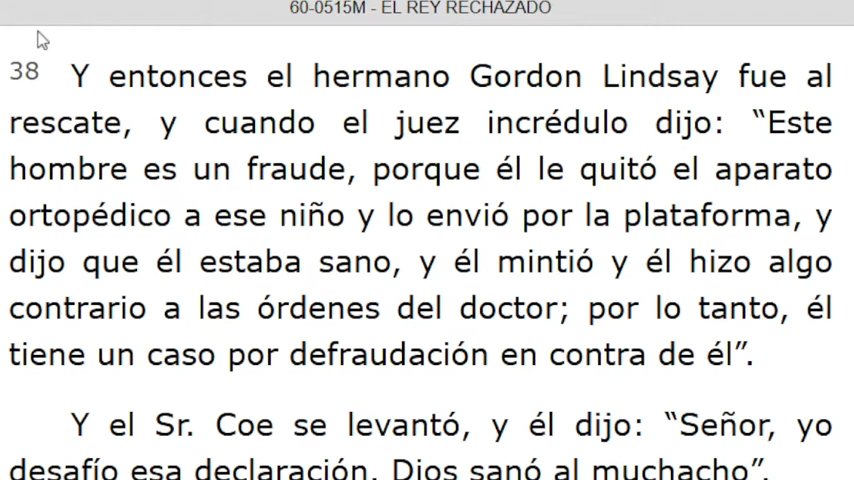 60-0515M - EL REY RECHAZADO
38 Y entonces el hermano Gordon Lindsay fue al
rescate, y cuando el juez incrédulo dijo: “Este
hombre es un fraude, porque él le quitó el aparato
ortopédico a ese niño y lo envió por la plataforma, y
dijo que él estaba sano, y él mintió y él hizo algo
contrario a las órdenes del doctor; por lo tanto, él
tiene un caso por defraudación en contra de él”.
Y el Sr. Coe se levantó, y él dijo: “Señor, yo
desafío esa declaración. Dios sanó al muchacho”.